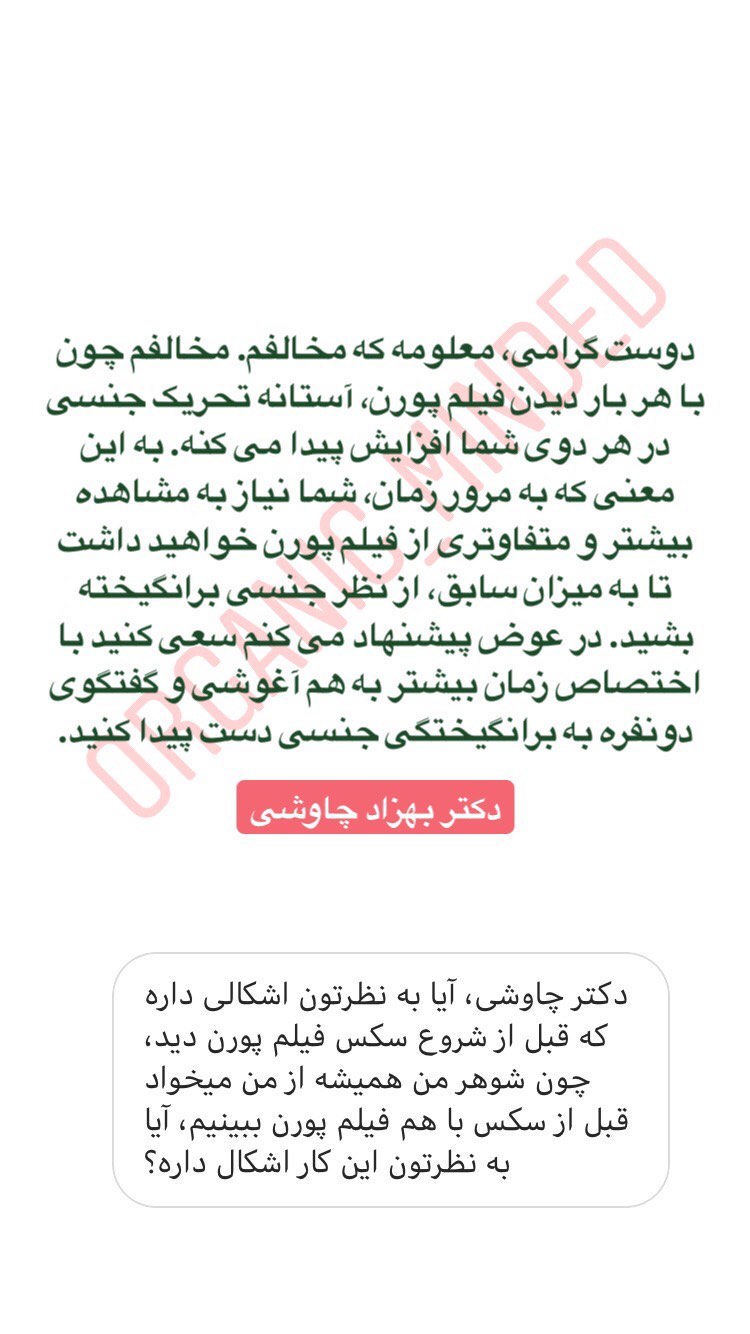 دوست گرامی، معلومه که مخالفم. مخالفم چون
با هر بار دیدن فیلم پورن، آستانه تحریک جنسی
در هر دوی شما افزایش پیدا می کنه. به این
معنی که به مرور زمان، شما نیاز به مشاهده
بیشتر و متفاوتری از فیلم پورن خواهید داشت
تا به میزان سابق، از نظر جنسی برانگیخته
بشید. در عوض پیشنهاد می کنم سعی کنید با
اختصاص زمان بیشتر به هم آغوشی و گفتگوی
دونفره به برانگیختگی جنسی دست پیدا کنید.
ORGANIC_MINDED
دکتر بهزاد چاوشی
دکتر چاوشی، آیا به نظرتون اشکالی داره
که قبل از شروع سکس فیلم پورن دید،
چون شوهر من همیشه از من میخواد
قبل از سکس با هم فیلم پورن ببینیم، آیا
به نظرتون این کار اشکال داره؟